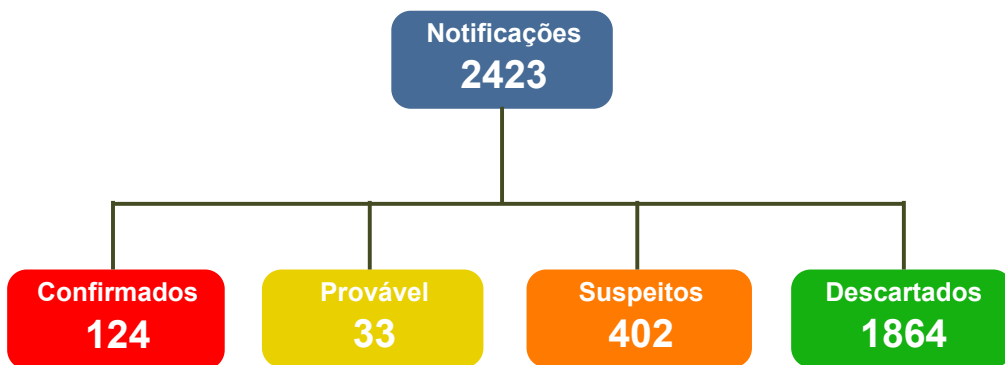 Notificações
2423
Confirmados
124
Provável
33
Suspeitos
402
Descartados
1864